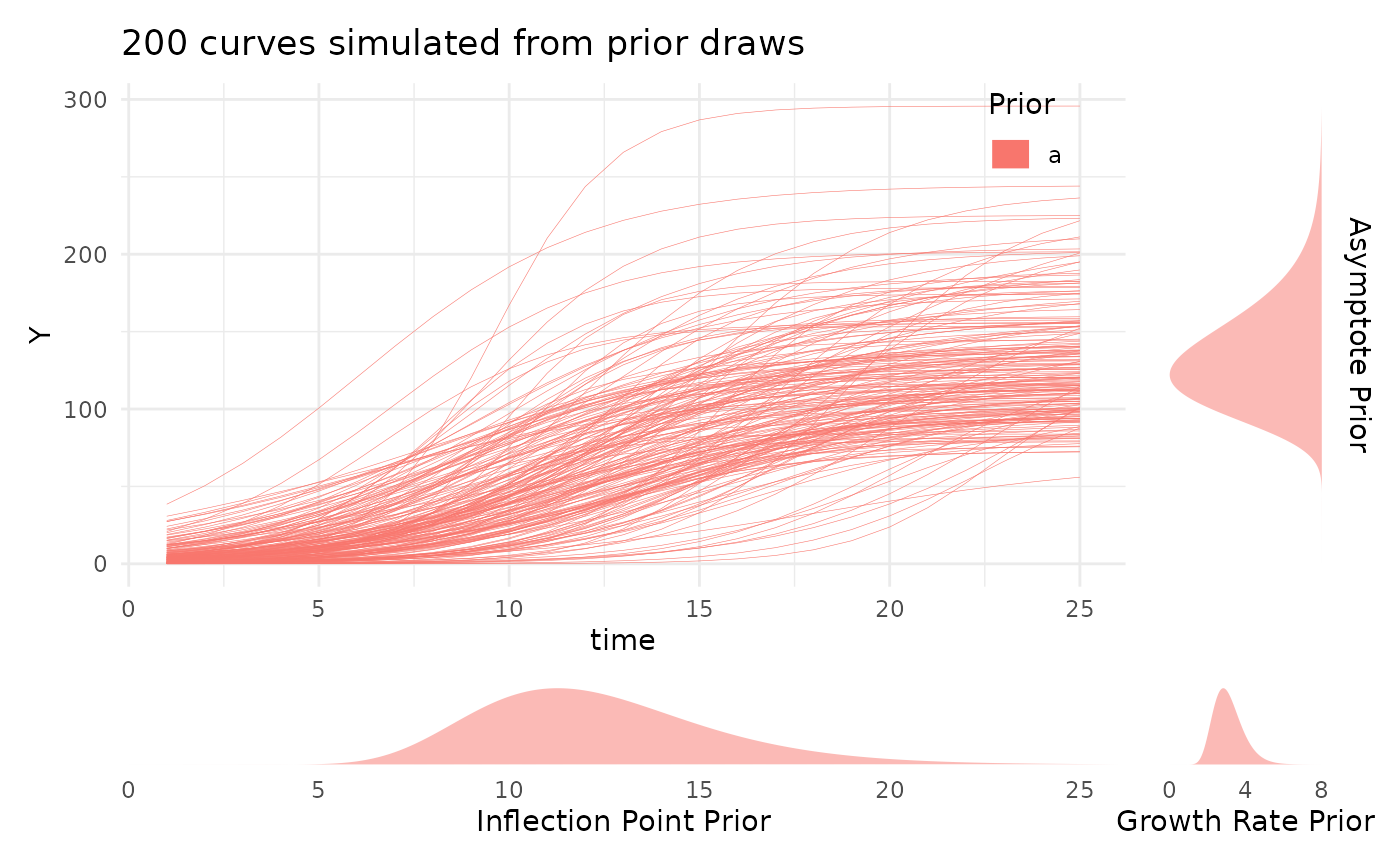 200 curves simulated from prior draws
Y
300
200
100
0
Prior
a
0 5 10 15 20 25
time
Asymptote Prior
0 5 10 15 20 25
Inflection Point Prior
0 4 8
Growth Rate Prior